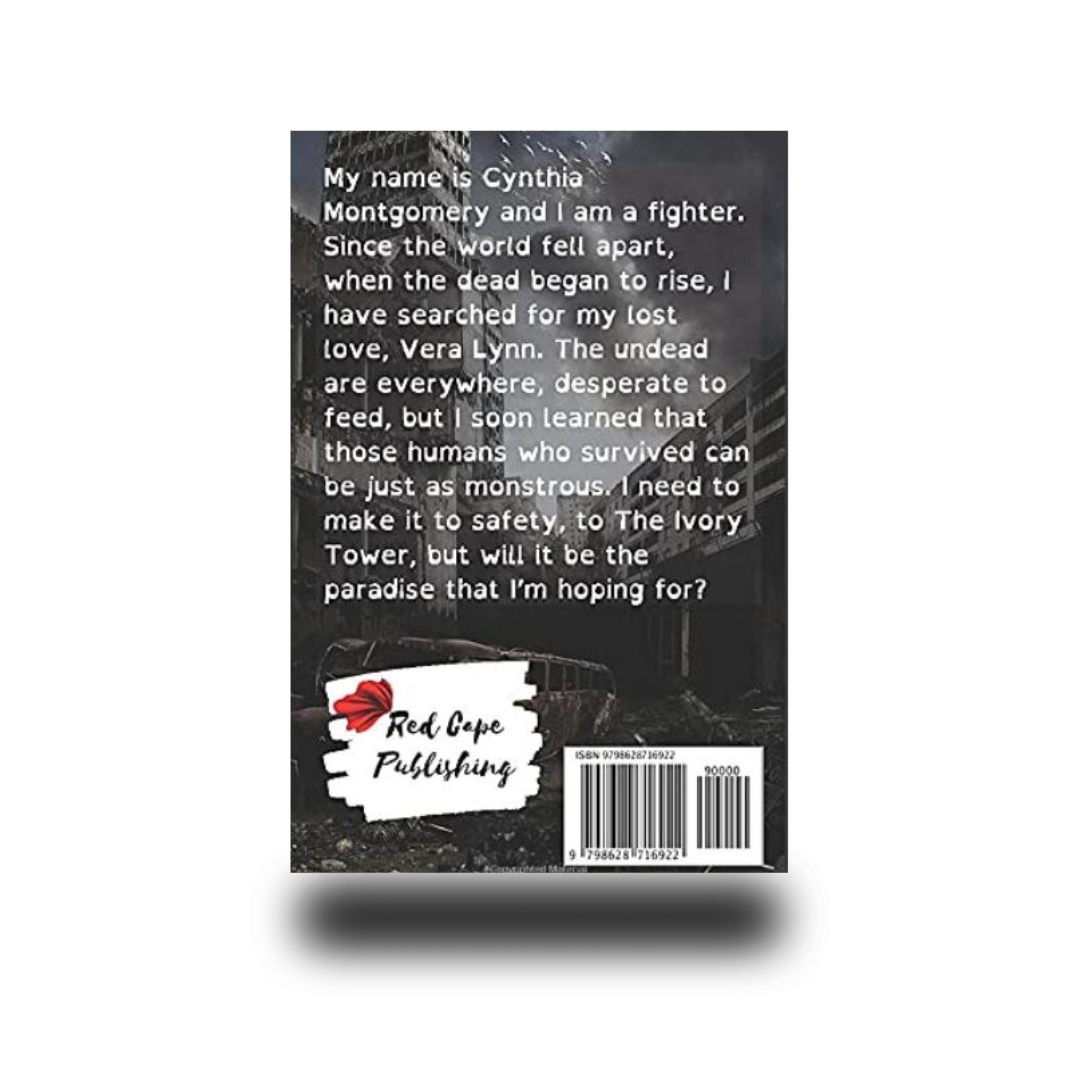 My name is Cynthia
Montgomery and I am a fighter.
Since the world fell apart,
when the dead began to rise, I
have searched for my lost
love, Vera Lynn. The undead
are everywhere, desperate to
feed, but I soon learned that
those humans who survived can
be just as monstrous. I need to
make it to safety, to The Ivory
Tower, but will it be the
paradise that I'm hoping for?
Red Cape
Publishing
ISBN 9798628716922
90000
9 798628 716922
Copyrighted Material